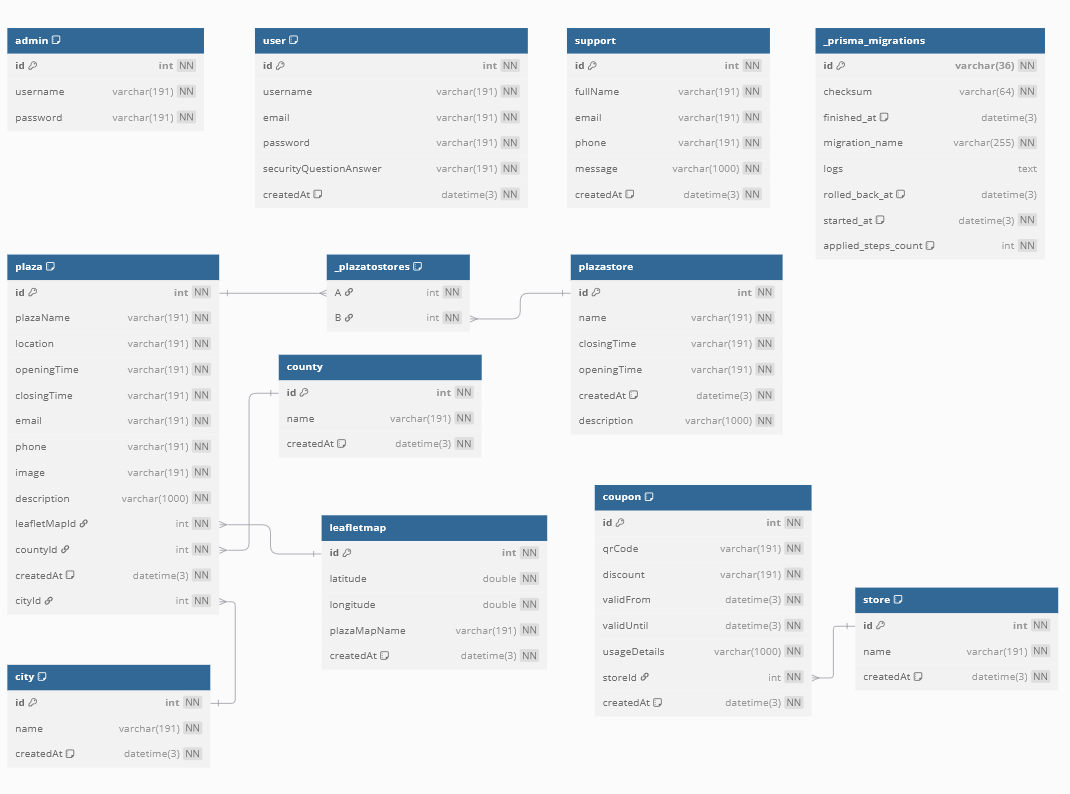 admin
id int NN
username varchar(191) NN
password varchar(191) NN
user
id int NN
username varchar(191) NN
email varchar(191) NN
password varchar(191) NN
securityQuestionAnswer varchar(191) NN
createdAt datetime(3) NN
support
id int NN
fullName varchar(191) NN
email varchar(191) NN
phone varchar(191) NN
message varchar(1000) NN
createdAt datetime(3) NN
_prisma_migrations
id varchar(36) NN
checksum varchar(64) NN
finished_at datetime(3)
migration_name varchar(255) NN
logs text
rolled_back_at datetime(3)
started_at datetime(3) NN
applied_steps_count int NN
plaza
id int NN
plazaName varchar(191) NN
location varchar(191) NN
openingTime varchar(191) NN
closingTime varchar(191) NN
email varchar(191) NN
phone varchar(191) NN
image varchar(191) NN
description varchar(1000) NN
leafletMapId int NN
countyId int NN
createdAt datetime(3) NN
cityId int NN
_plazatostores
A int NN
B int NN
plazastore
id int NN
name varchar(191) NN
closingTime varchar(191) NN
openingTime varchar(191) NN
createdAt datetime(3) NN
description varchar(1000) NN
county
id int NN
name varchar(191) NN
createdAt datetime(3) NN
leafletmap
id int NN
latitude double NN
longitude double NN
plazaMapName varchar(191) NN
createdAt datetime(3) NN
coupon
id int NN
qrCode varchar(191) NN
discount varchar(191) NN
validFrom datetime(3) NN
validUntil datetime(3) NN
usageDetails varchar(1000) NN
storeId int NN
createdAt datetime(3) NN
store
id int NN
name varchar(191) NN
createdAt datetime(3) NN
city
id int NN
name varchar(191) NN
createdAt datetime(3) NN